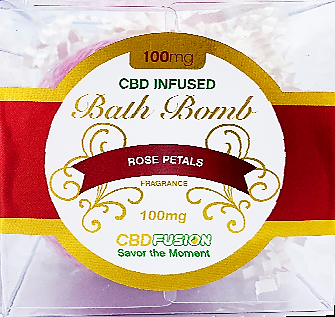 100mg
CBD INFUSED
Bath Bomb
ROSE PETALS
FRAGRANCE
100mg
CBDFUSION
Savor the Moment